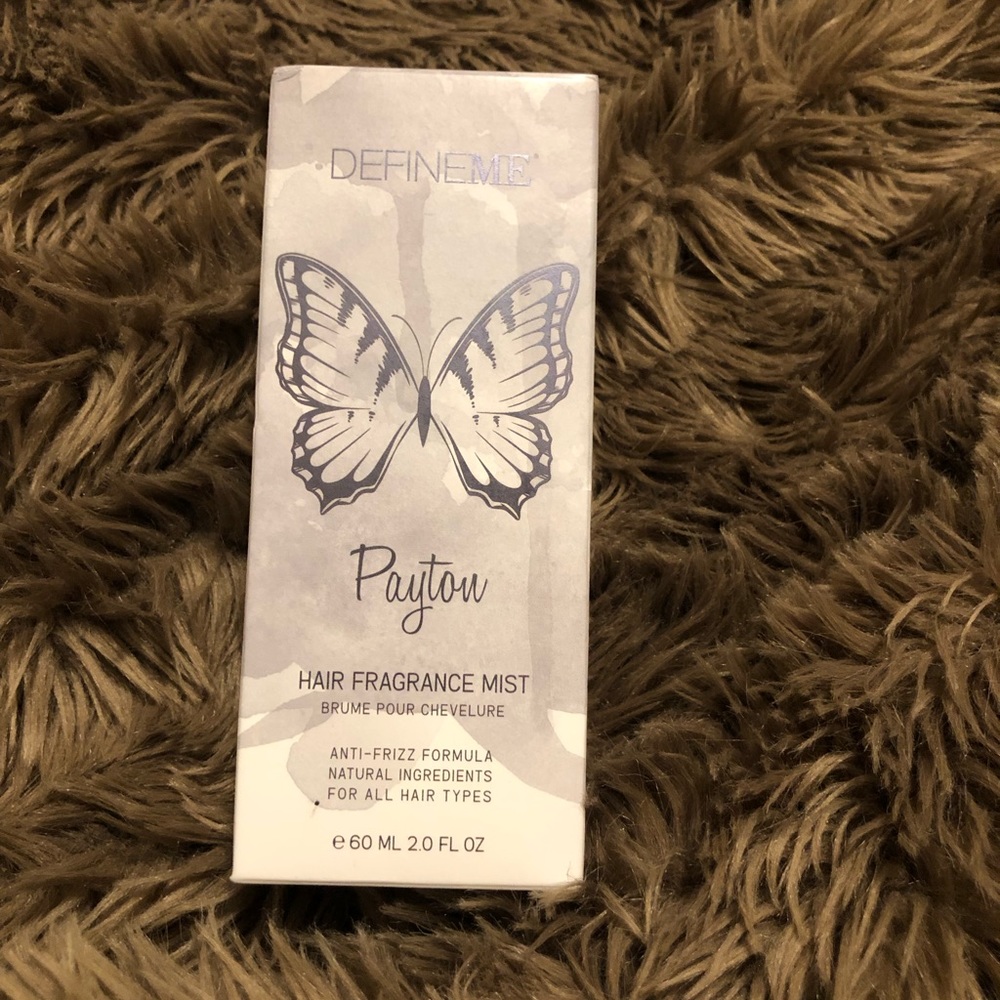 DEFINEME
Payton
HAIR FRAGRANCE MIST
BRUME POUR CHEVELURE
ANTI-FRIZZ FORMULA
NATURAL INGREDIENTS
FOR ALL HAIR TYPES
℮ 60 ML 2.0 FL OZ